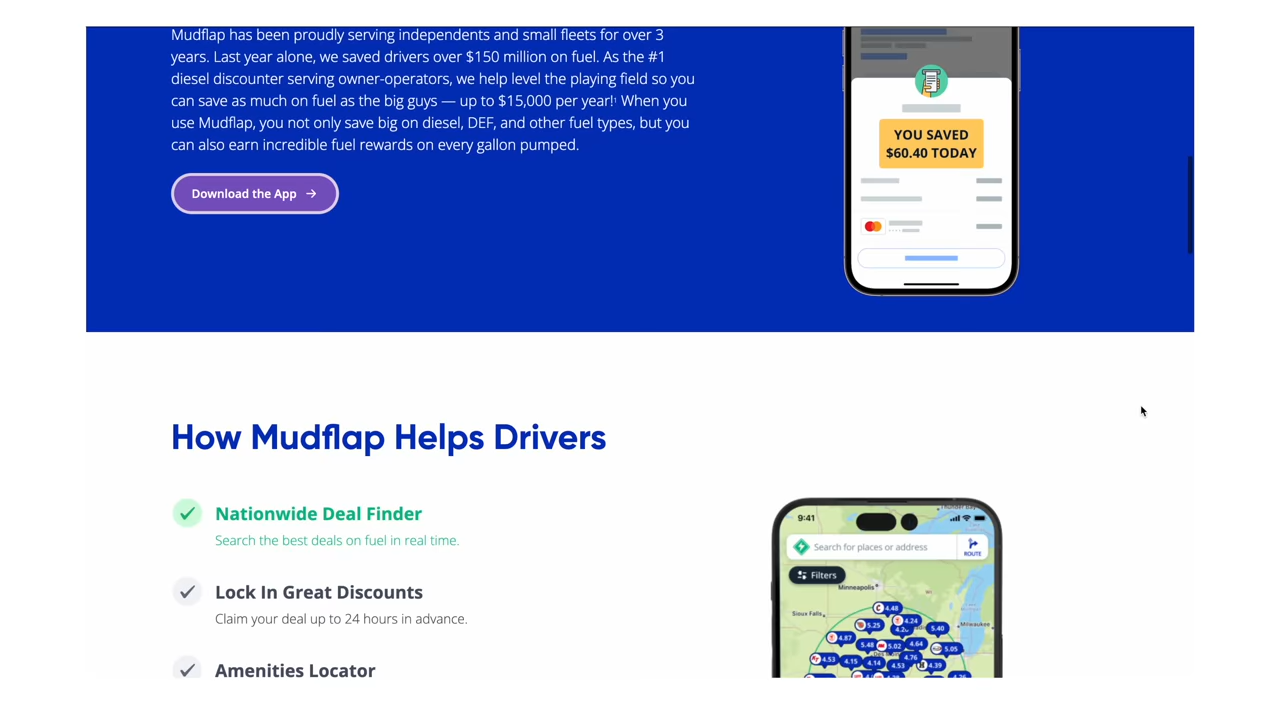 Mudflap has been proudly serving independents and small fleets for over 3
years. Last year alone, we saved drivers over $150 million on fuel. As the #1
diesel discounter serving owner-operators, we help level the playing field so you
can save as much on fuel as the big guys — up to $15,000 per year!¹ When you
use Mudflap, you not only save big on diesel, DEF, and other fuel types, but you
can also earn incredible fuel rewards on every gallon pumped.
Download the App →
YOU SAVED
$60.40 TODAY
How Mudflap Helps Drivers
Nationwide Deal Finder
Search the best deals on fuel in real time.
Lock In Great Discounts
Claim your deal up to 24 hours in advance.
Amenities Locator
9:41
Search for places or address
ROUTE
Filters
Minneapolis
Sioux Falls
Milwaukee
4.48
5.25
4.24
5.40
4.87
5.48
5.02
4.64
5.05
4.53
4.15
4.14
4.53
4.76
4.39